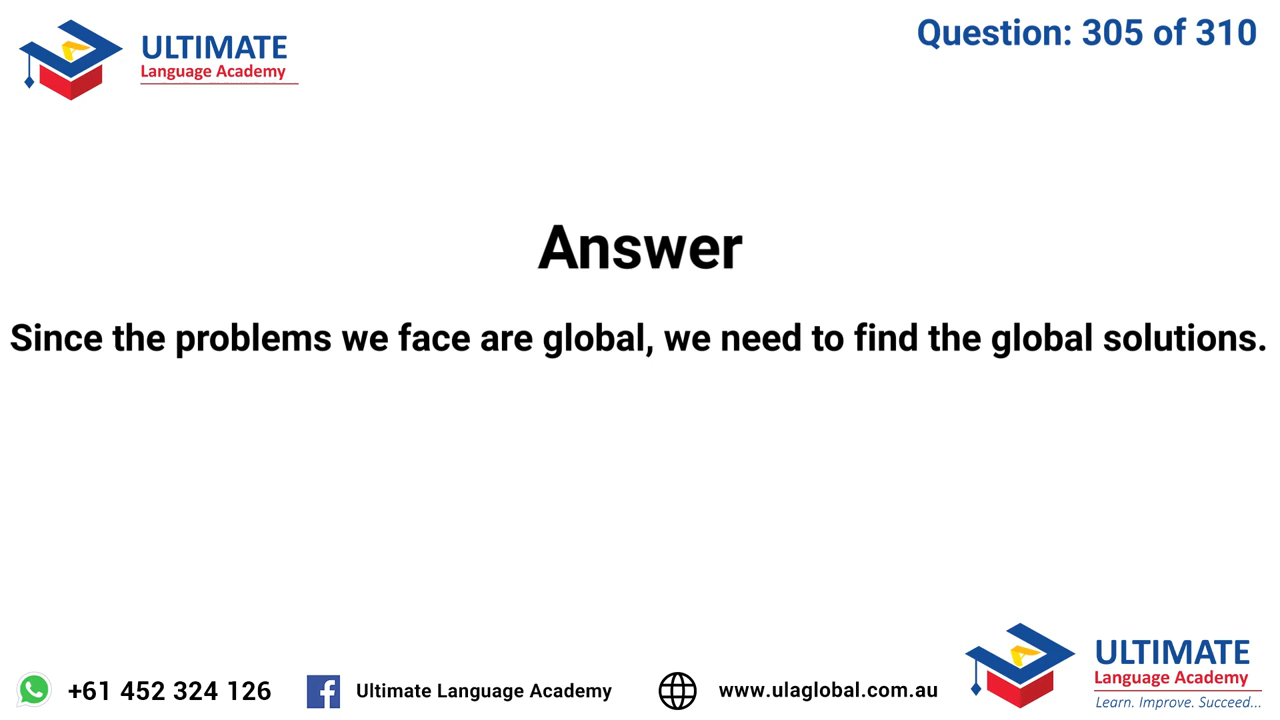 ULTIMATE
Language Academy
Question: 305 of 310
Answer
Since the problems we face are global, we need to find the global solutions.
+61 452 324 126
Ultimate Language Academy
www.ulaglobal.com.au
ULTIMATE
Language Academy
Learn. Improve. Succeed...